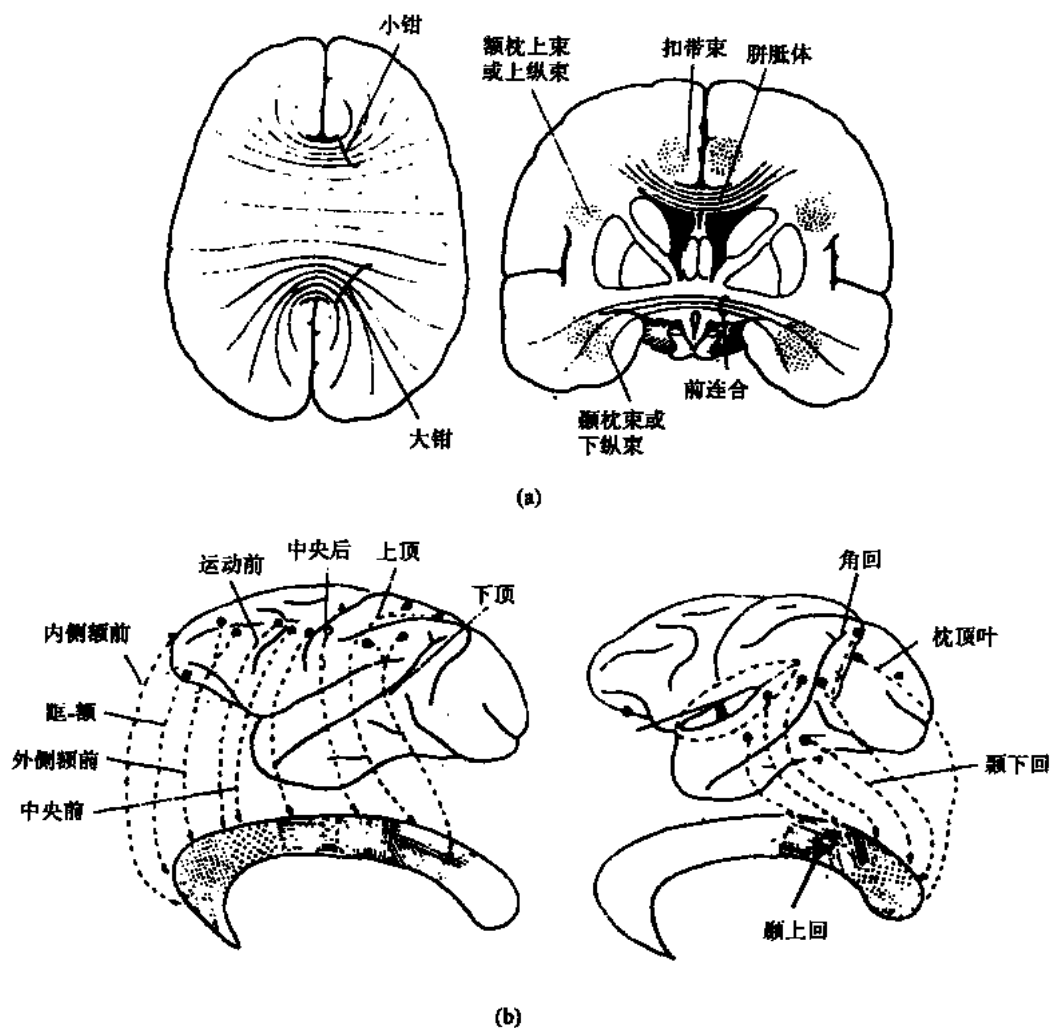 小钳
额枕上束
或上纵束
扣带束
胼胝体
前连合
大钳
颞枕束或
下纵束
(a)
中央后
上顶
运动前
下顶
内侧额前
眶-额
外侧额前
中央前
角回
枕顶叶
颞下回
颞上回
(b)